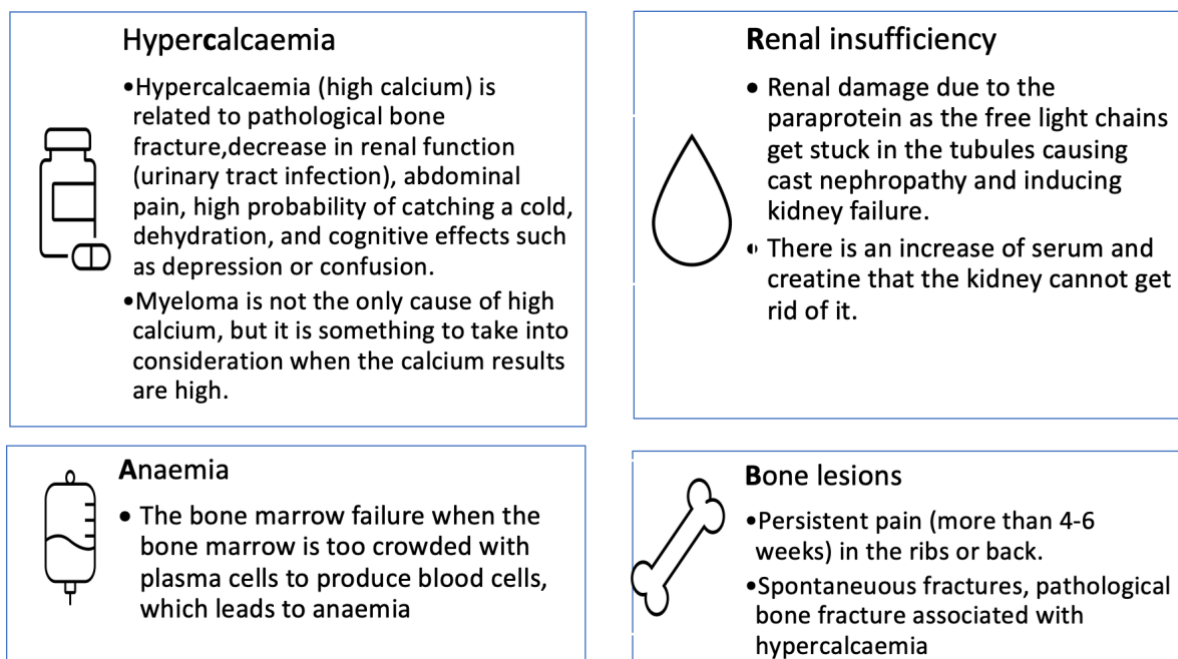 Hypercalcaemia
•Hypercalcaemia (high calcium) is
related to pathological bone
fracture,decrease in renal function
(urinary tract infection), abdominal
pain, high probability of catching a cold,
dehydration, and cognitive effects such
as depression or confusion.
•Myeloma is not the only cause of high
calcium, but it is something to take into
consideration when the calcium results
are high.
Renal insufficiency
• Renal damage due to the
paraprotein as the free light chains
get stuck in the tubules causing
cast nephropathy and inducing
kidney failure.
• There is an increase of serum and
creatine that the kidney cannot get
rid of it.
Anaemia
• The bone marrow failure when the
bone marrow is too crowded with
plasma cells to produce blood cells,
which leads to anaemia
Bone lesions
•Persistent pain (more than 4-6
weeks) in the ribs or back.
•Spontaneuous fractures, pathological
bone fracture associated with
hypercalcaemia